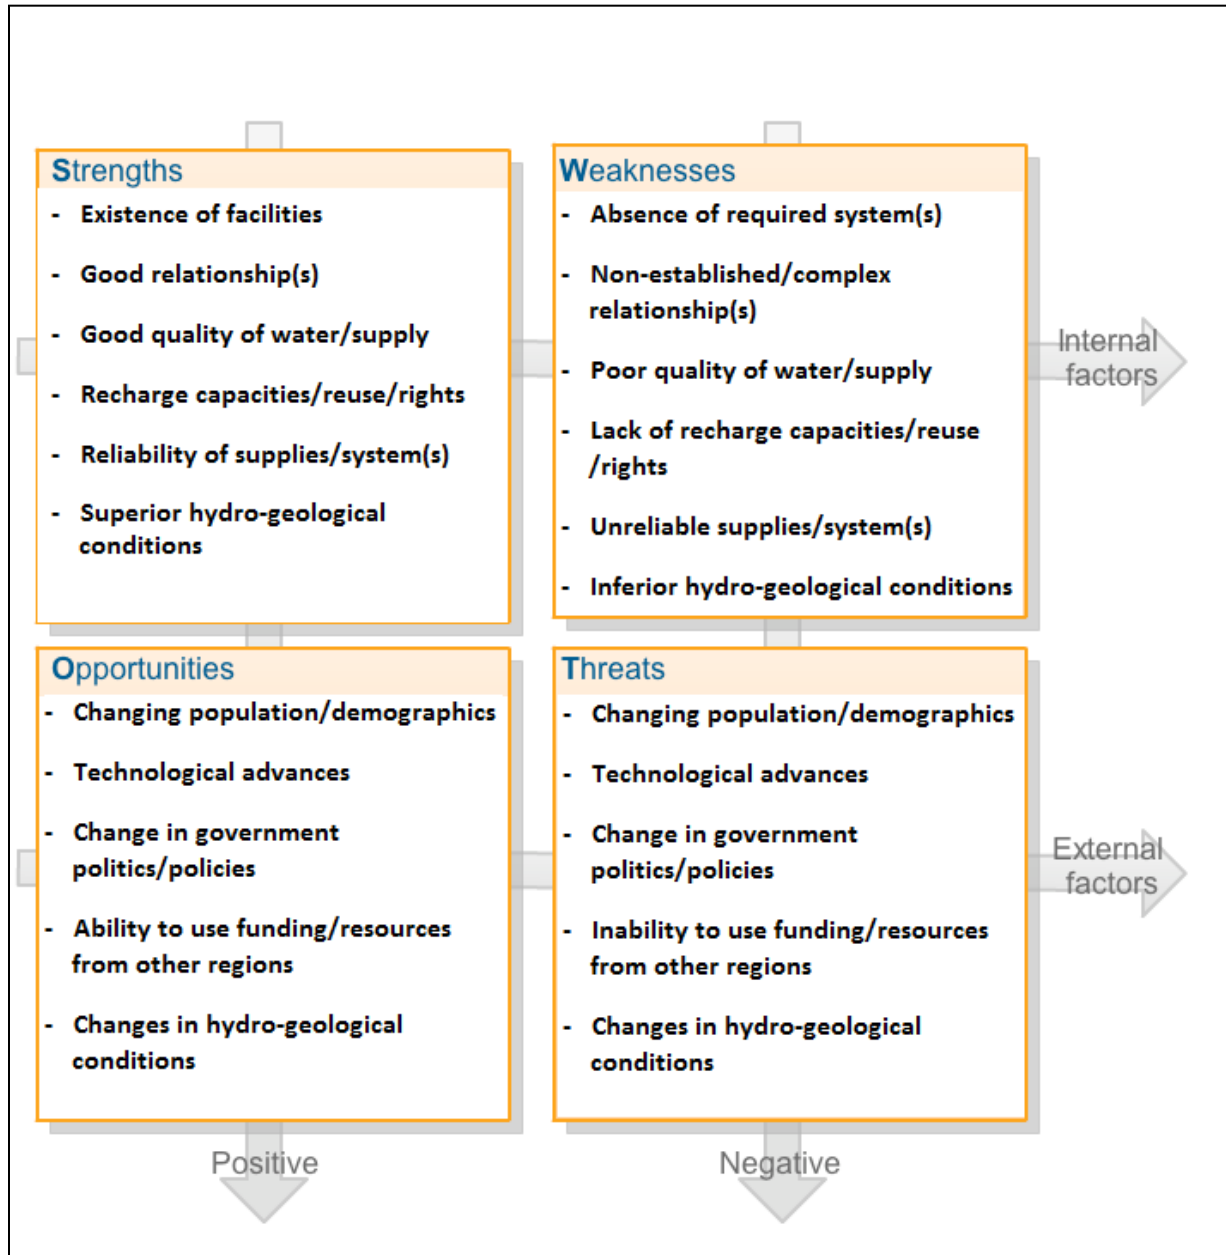 Strengths
- Existence of facilities
- Good relationship(s)
- Good quality of water/supply
- Recharge capacities/reuse/rights
- Reliability of supplies/system(s)
- Superior hydro-geological
conditions
Weaknesses
- Absence of required system(s)
- Non-established/complex
relationship(s)
- Poor quality of water/supply
- Lack of recharge capacities/reuse
/rights
- Unreliable supplies/system(s)
- Inferior hydro-geological conditions
Internal
factors
Opportunities
- Changing population/demographics
- Technological advances
- Change in government
politics/policies
- Ability to use funding/resources
from other regions
- Changes in hydro-geological
conditions
Threats
- Changing population/demographics
- Technological advances
- Change in government
politics/policies
- Inability to use funding/resources
from other regions
- Changes in hydro-geological
conditions
External
factors
Positive
Negative